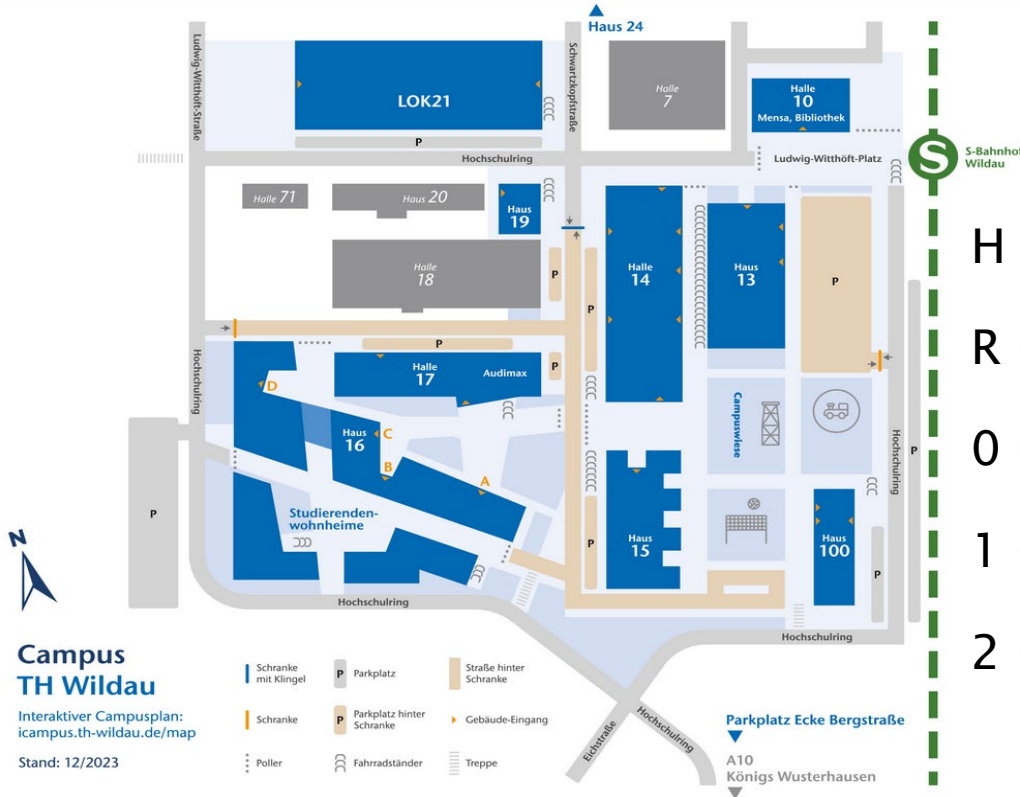 Haus 24
Ludwig-Witthöft-Straße
LOK21
Schwartzkopfstraße
Halle
7
Halle
10
Mensa, Bibliothek
P
Hochschulring
Ludwig-Witthöft-Platz
S
S-Bahnhof
Wildau
Halle 71
Haus 20
Haus
19
Halle
18
P
P
Halle
14
Haus
13
P
H
R
0
1
2
P
Hochschulring
Halle
17
Audimax
P
D
Haus
16
C
B
A
Campuswiese
Hochschulring
P
P
Studierenden-
wohnheime
P
Haus
15
Haus
100
P
N
Hochschulring
Hochschulring
Campus
TH Wildau
Interaktiver Campusplan:
icampus.th-wildau.de/map
Stand: 12/2023
Schranke
mit Klingel
P
Parkplatz
Straße hinter
Schranke
Schranke
P
Parkplatz hinter
Schranke
Gebäude-Eingang
Poller
Fahrradständer
Treppe
Eichstraße
Hochschulring
Parkplatz Ecke Bergstraße
A10
Königs Wusterhausen